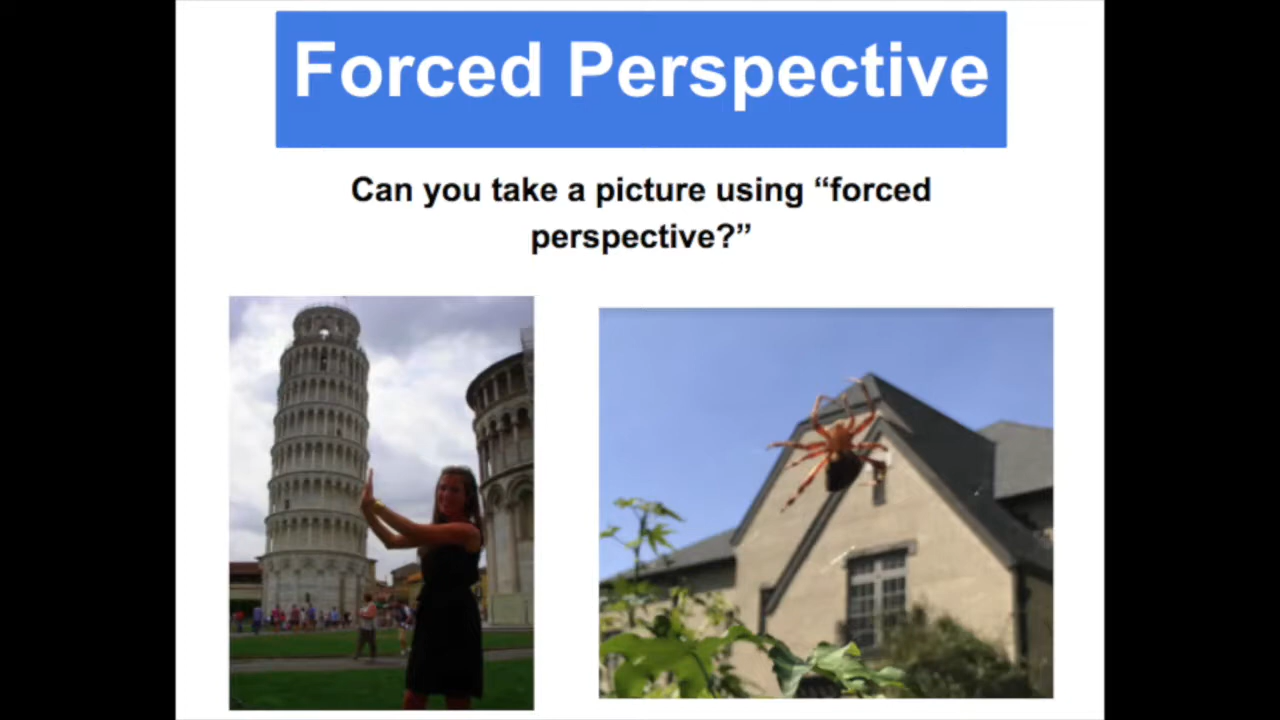 Forced Perspective
Can you take a picture using “forced
perspective?”